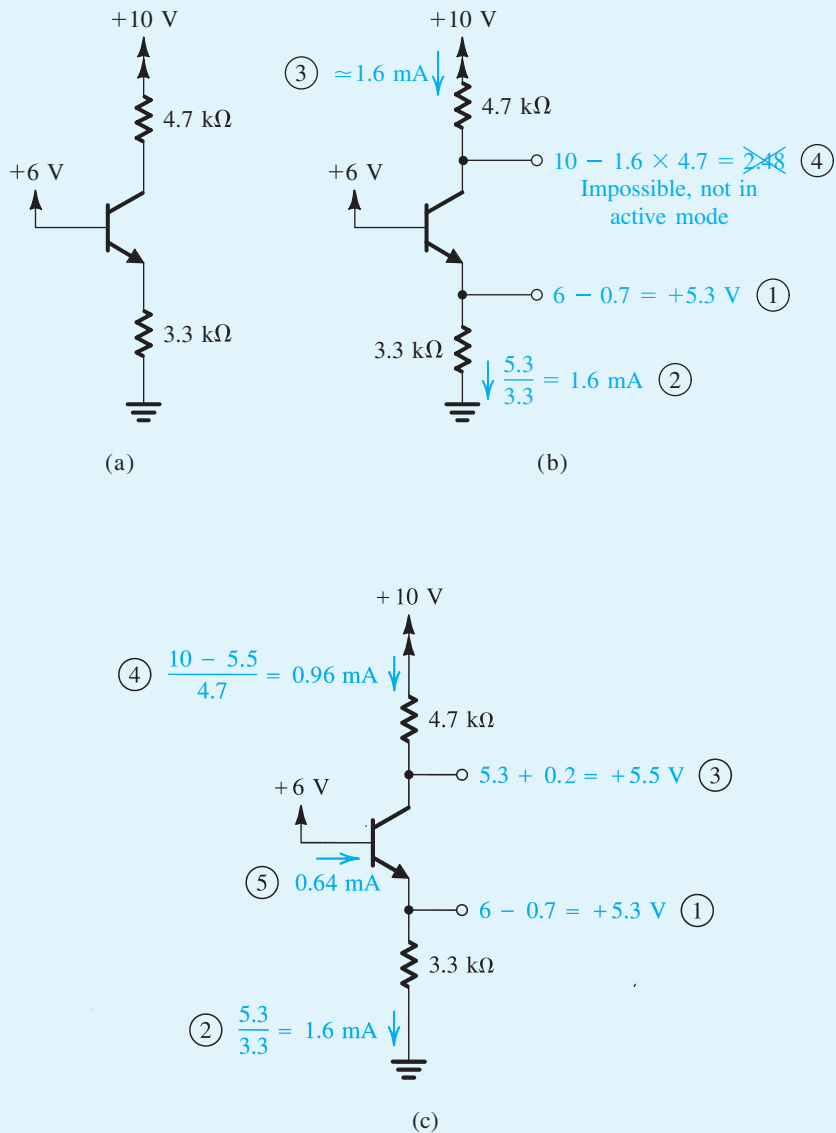 +10 V
4.7 kΩ
+6 V
3.3 kΩ
(a)
+10 V
③ ≃1.6 mA
4.7 kΩ
10 − 1.6 × 4.7 = 2.48 ④
Impossible, not in
active mode
+6 V
6 − 0.7 = +5.3 V ①
3.3 kΩ
5.3/3.3 = 1.6 mA ②
(b)
+10 V
④ 10 − 5.5/4.7 = 0.96 mA
4.7 kΩ
5.3 + 0.2 = +5.5 V ③
+6 V
⑤ 0.64 mA
6 − 0.7 = +5.3 V ①
3.3 kΩ
② 5.3/3.3 = 1.6 mA
(c)